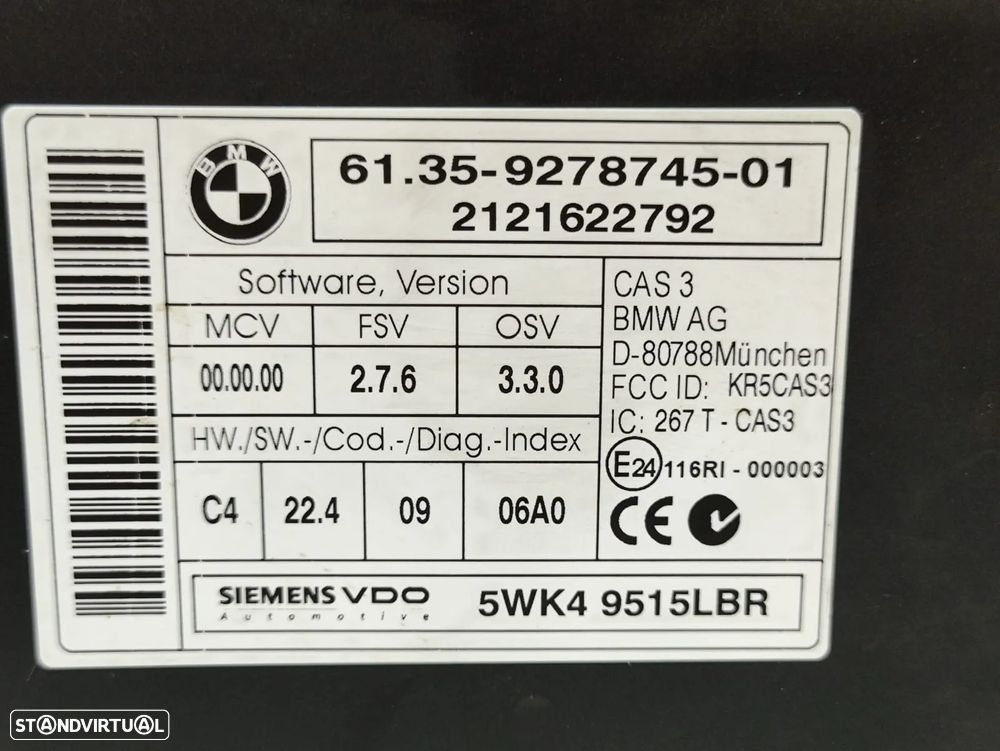 BMW
61.35-9278745-01
2121622792
Software, Version
MCV FSV OSV
00.00.00 2.7.6 3.3.0
HW./SW.-/Cod.-/Diag.-Index
C4 22.4 09 06A0
CAS 3
BMW AG
D-80788München
FCC ID: KR5CAS3
IC: 267 T - CAS3
E24 116RI - 000003
CE
SIEMENS VDO
Automotive
5WK4 9515LBR
STANDVIRTUAL